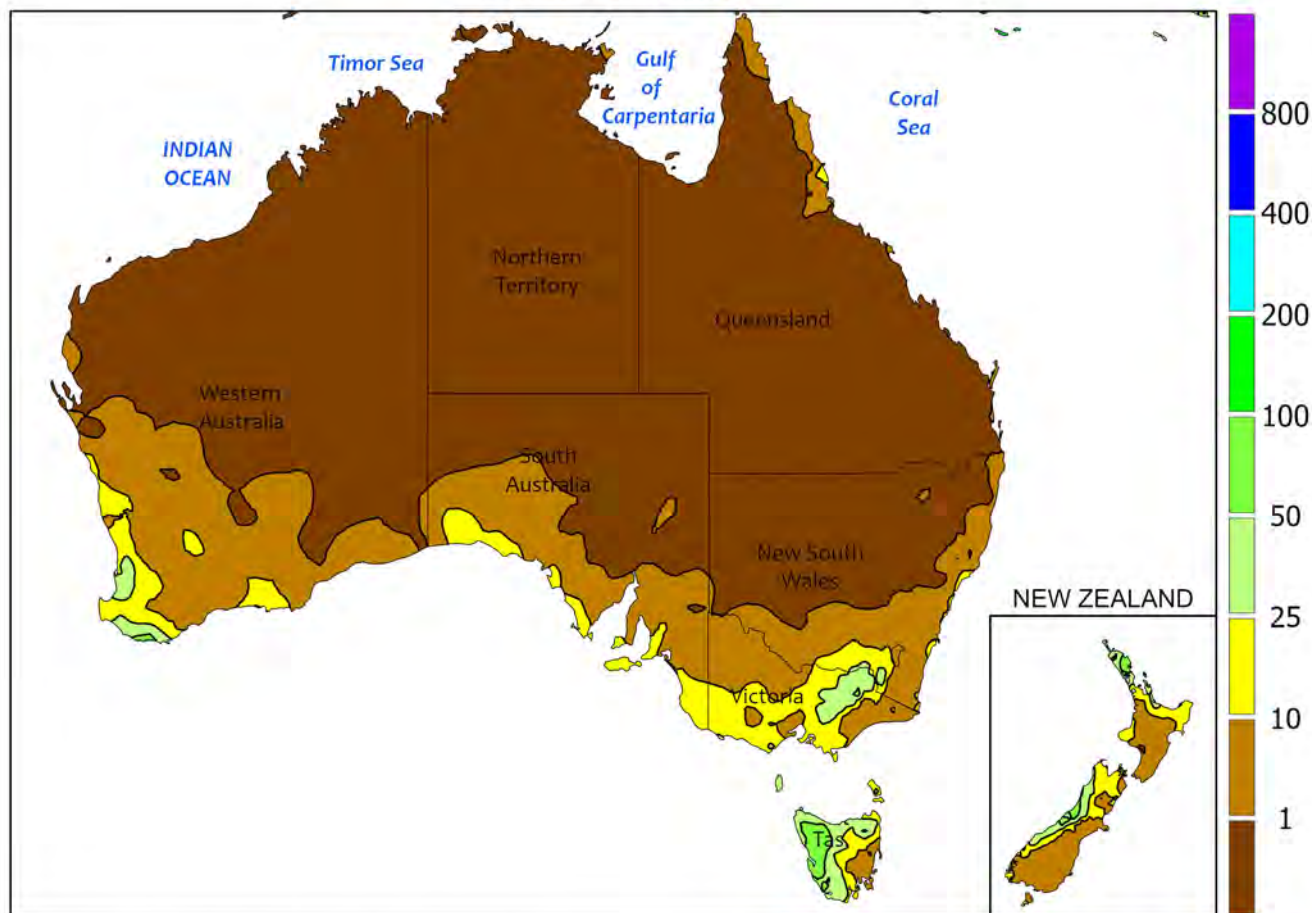 Timor Sea
Gulf
of
Carpentaria
Coral
Sea
INDIAN
OCEAN
Northern
Territory
Queensland
Western
Australia
South
Australia
New South
Wales
Victoria
Tas
NEW ZEALAND
800
400
200
100
50
25
10
1